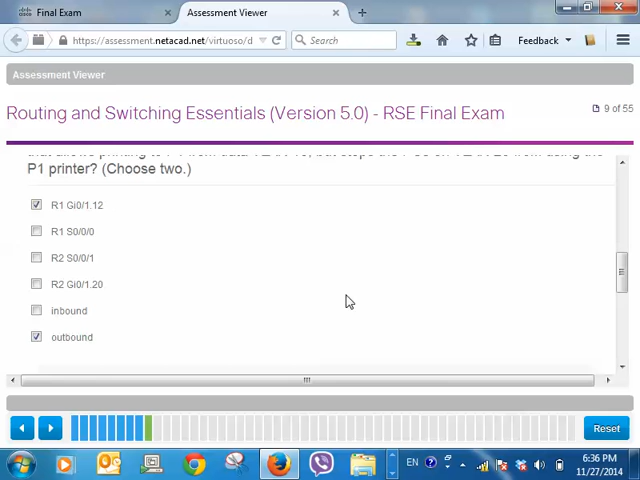 Final Exam
Assessment Viewer
https://assessment.netacad.net/virtuoso/d
Search
Feedback
Assessment Viewer
Routing and Switching Essentials (Version 5.0) - RSE Final Exam
9 of 55
P1 printer? (Choose two.)
R1 Gi0/1.12
R1 S0/0/0
R2 S0/0/1
R2 Gi0/1.20
inbound
outbound
Reset
EN
6:36 PM
11/27/2014